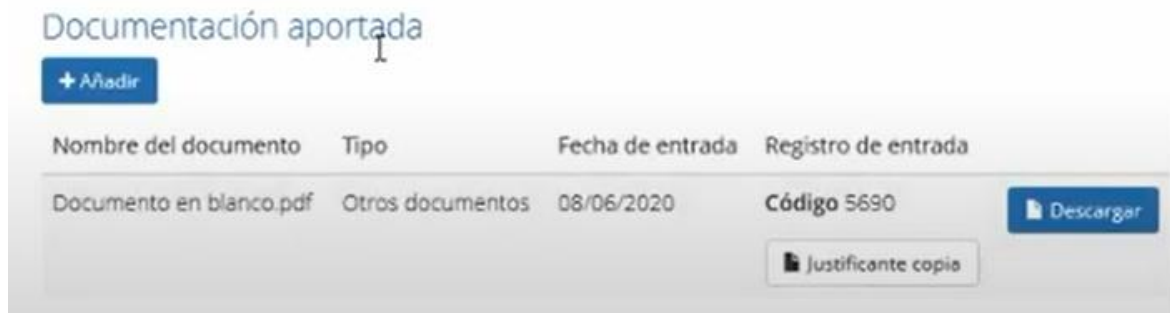 Documentación aportada
+ Añadir
Nombre del documento Tipo Fecha de entrada Registro de entrada
Documento en blanco.pdf Otros documentos 08/06/2020 Código 5690 Descargar
Justificante copia